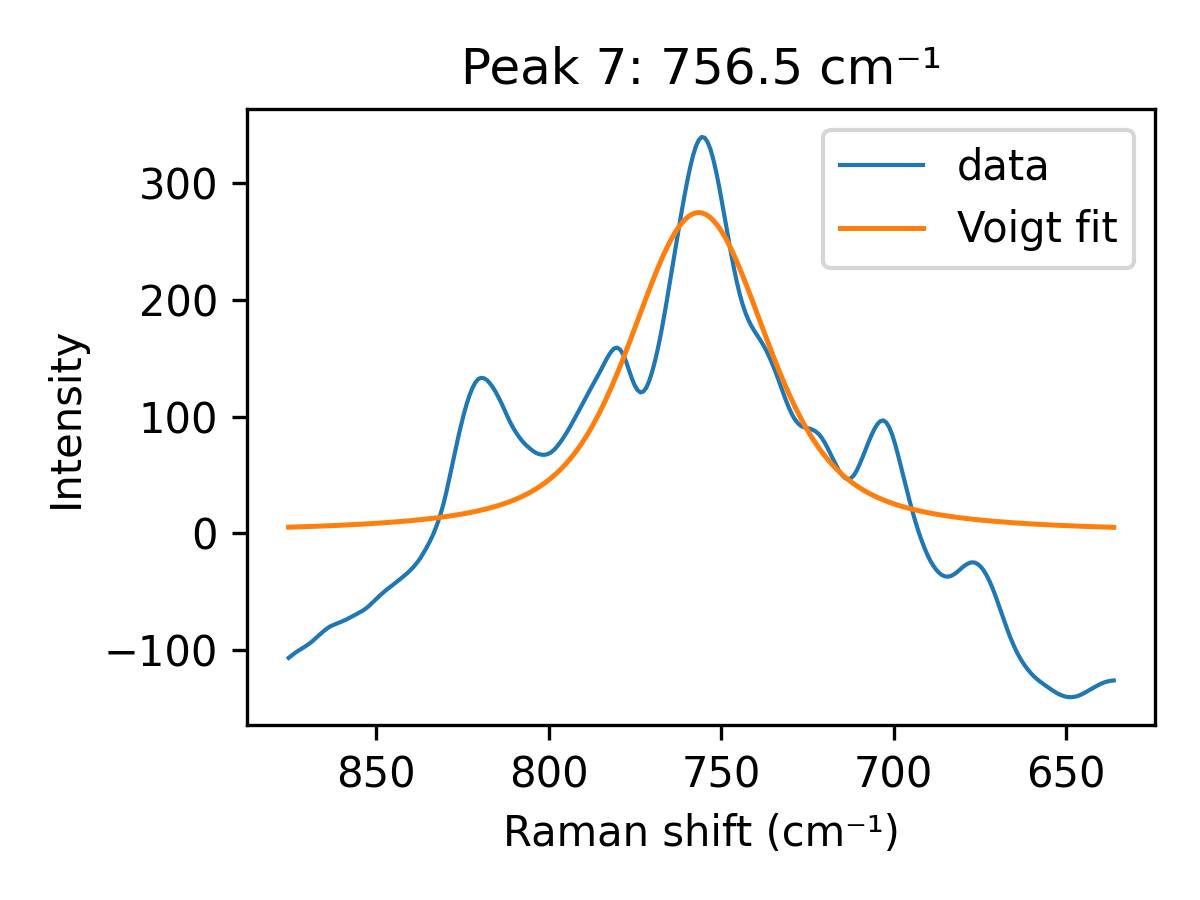 Peak 7: 756.5 cm⁻¹
data
Voigt fit
300
200
100
0
−100
Intensity
850 800 750 700 650
Raman shift (cm⁻¹)